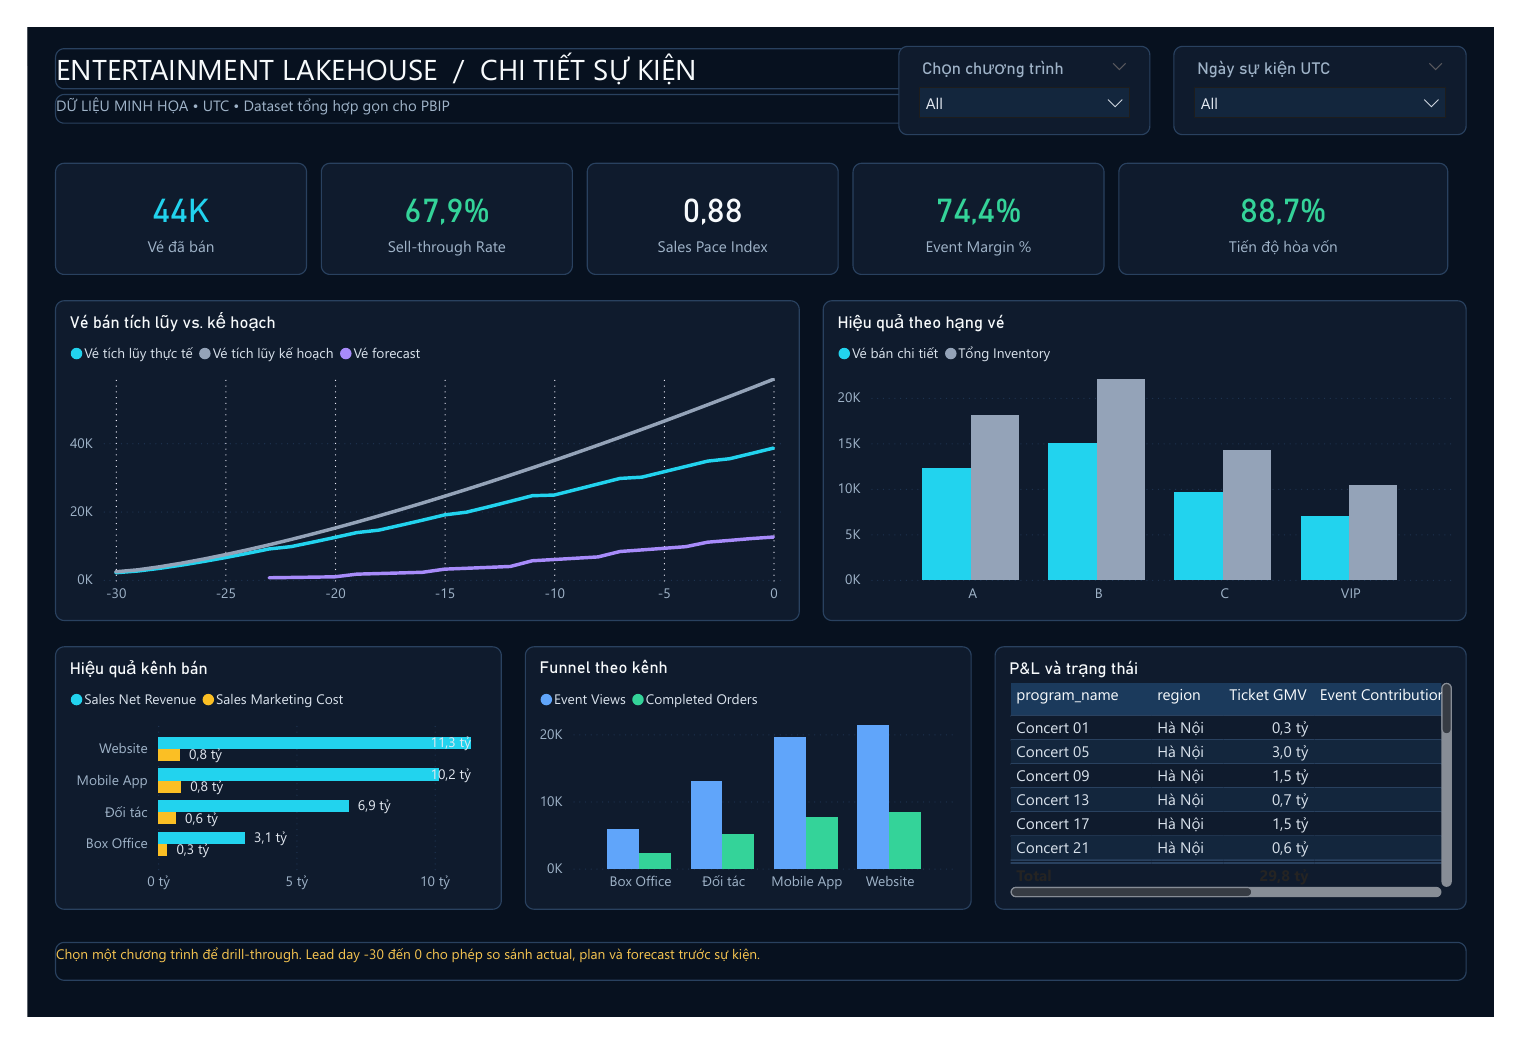 ENTERTAINMENT LAKEHOUSE / CHI TIẾT SỰ KIỆN
DỮ LIỆU MINH HỌA • UTC • Dataset tổng hợp gọn cho PBIP
Chọn chương trình
All
Ngày sự kiện UTC
All
44K
Vé đã bán
67,9%
Sell-through Rate
0,88
Sales Pace Index
74,4%
Event Margin %
88,7%
Tiến độ hòa vốn
Vé bán tích lũy vs. kế hoạch
Vé tích lũy thực tế Vé tích lũy kế hoạch Vé forecast
40K
20K
0K
-30 -25 -20 -15 -10 -5 0
Hiệu quả theo hạng vé
Vé bán chi tiết Tổng Inventory
20K
15K
10K
5K
0K
A B C VIP
Hiệu quả kênh bán
Sales Net Revenue Sales Marketing Cost
Website 11,3 tỷ
0,8 tỷ
Mobile App 10,2 tỷ
0,8 tỷ
Đối tác 6,9 tỷ
0,6 tỷ
Box Office 3,1 tỷ
0,3 tỷ
0 tỷ 5 tỷ 10 tỷ
Funnel theo kênh
Event Views Completed Orders
20K
10K
0K
Box Office Đối tác Mobile App Website
P&L và trạng thái
program_name region Ticket GMV Event Contribution
Concert 01 Hà Nội 0,3 tỷ
Concert 05 Hà Nội 3,0 tỷ
Concert 09 Hà Nội 1,5 tỷ
Concert 13 Hà Nội 0,7 tỷ
Concert 17 Hà Nội 1,5 tỷ
Concert 21 Hà Nội 0,6 tỷ
Total 29,8 tỷ
Chọn một chương trình để drill-through. Lead day -30 đến 0 cho phép so sánh actual, plan và forecast trước sự kiện.